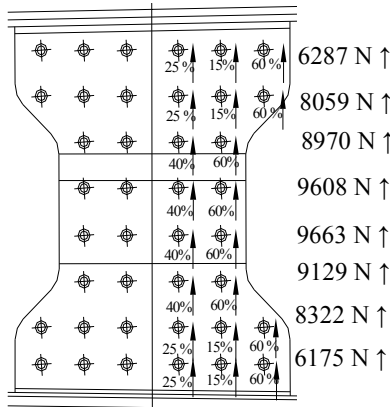 6287 N ↑
25 % 15% 60 %
8059 N ↑
25 % 15% 60 %
8970 N ↑
40% 60%
9608 N ↑
40% 60%
9663 N ↑
40% 60%
9129 N ↑
40% 60%
8322 N ↑
25 % 15% 60 %
6175 N ↑
25 % 15% 60%